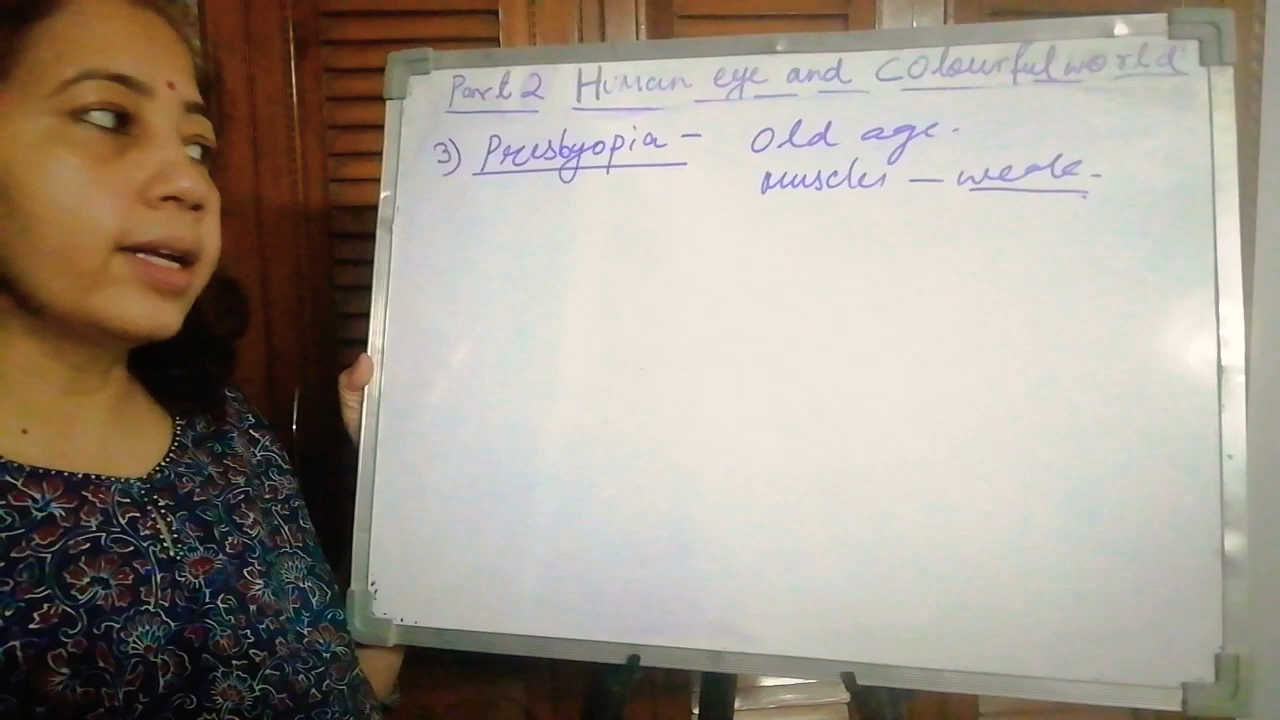 Part 2 Human eye and Colourful world
3) Presbyopia - Old age.
muscles - weak.